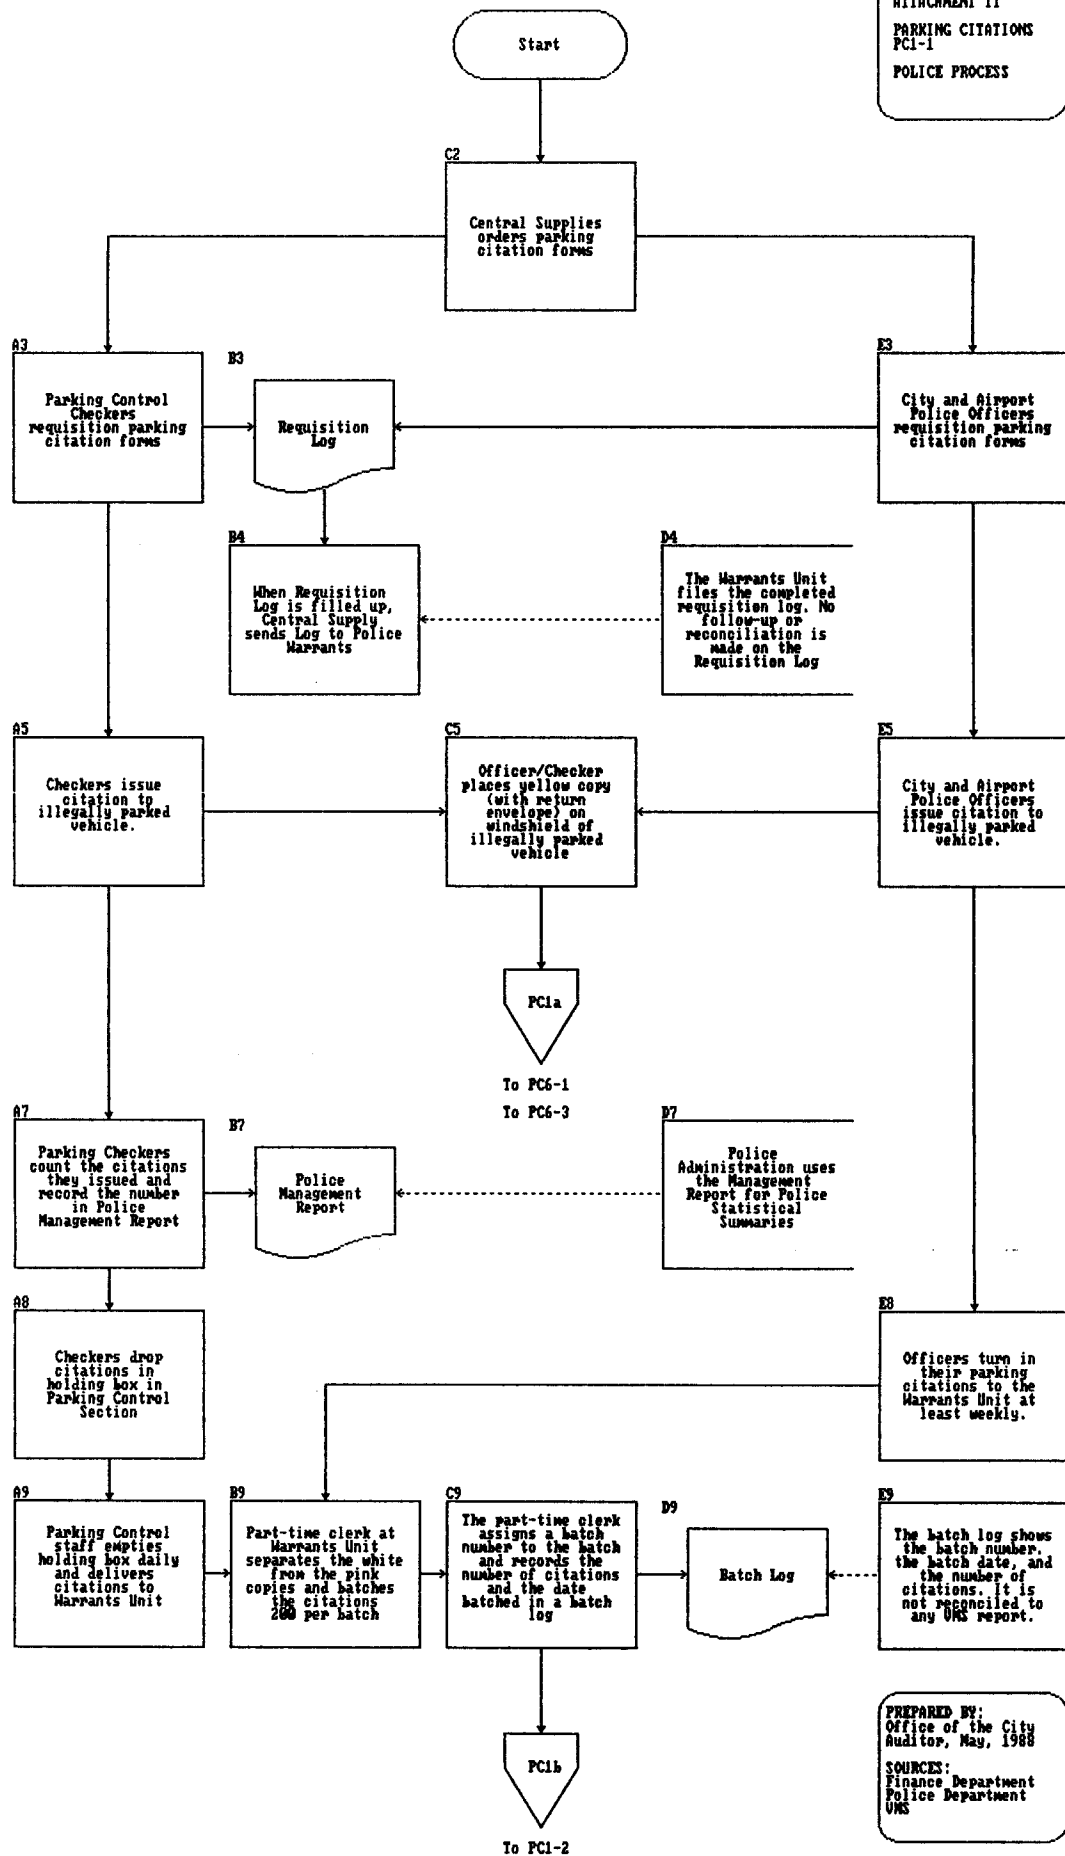 ATTACHMENT II
PARKING CITATIONS
PC1-1
POLICE PROCESS
Start
C2
Central Supplies
orders parking
citation forms
A3
Parking Control
Checkers
requisition parking
citation forms
B3
Requisition
Log
E3
City and Airport
Police Officers
requisition parking
citation forms
B4
When Requisition
Log is filled up,
Central Supply
sends Log to Police
Warrants
D4
The Warrants Unit
files the completed
requisition log. No
follow-up or
reconciliation is
made on the
Requisition Log
A5
Checkers issue
citation to
illegally parked
vehicle.
C5
Officer/Checker
places yellow copy
(with return
envelope) on
windshield of
illegally parked
vehicle
E5
City and Airport
Police Officers
issue citation to
illegally parked
vehicle.
PC1a
To PC6-1
To PC6-3
A7
Parking Checkers
count the citations
they issued and
record the number
in Police
Management Report
B7
Police
Management
Report
D7
Police
Administration uses
the Management
Report for Police
Statistical
Summaries
A8
Checkers drop
citations in
holding box in
Parking Control
Section
E8
Officers turn in
their parking
citations to the
Warrants Unit at
least weekly.
A9
Parking Control
staff empties
holding box daily
and delivers
citations to
Warrants Unit
B9
Part-time clerk at
Warrants Unit
separates the white
from the pink
copies and batches
the citations
200 per batch
C9
The part-time clerk
assigns a batch
number to the batch
and records the
number of citations
and the date
batched in a batch
log
D9
Batch Log
E9
The batch log shows
the batch number,
the batch date, and
the number of
citations. It is
not reconciled to
any VMS report.
PC1b
To PC1-2
PREPARED BY:
Office of the City
Auditor, May, 1988
SOURCES:
Finance Department
Police Department
VMS